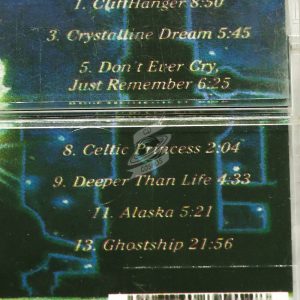 1. Cliffhanger 8:50
3. Crystalline Dream 5:45
5. Don't Ever Cry,
Just Remember 6:25
8. Celtic Princess 2:04
9. Deeper Than Life 4:33
11. Alaska 5:21
13. Ghostship 21:56